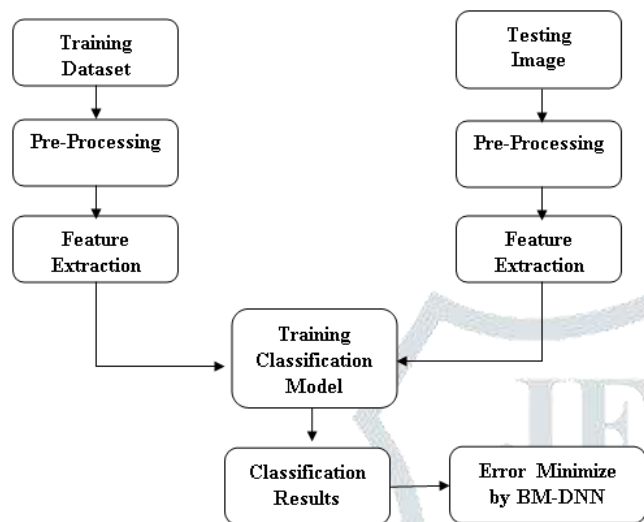 Training
Dataset
Testing
Image
Pre-Processing
Pre-Processing
Feature
Extraction
Feature
Extraction
Training
Classification
Model
Classification
Results
Error Minimize
by BM-DNN
JE